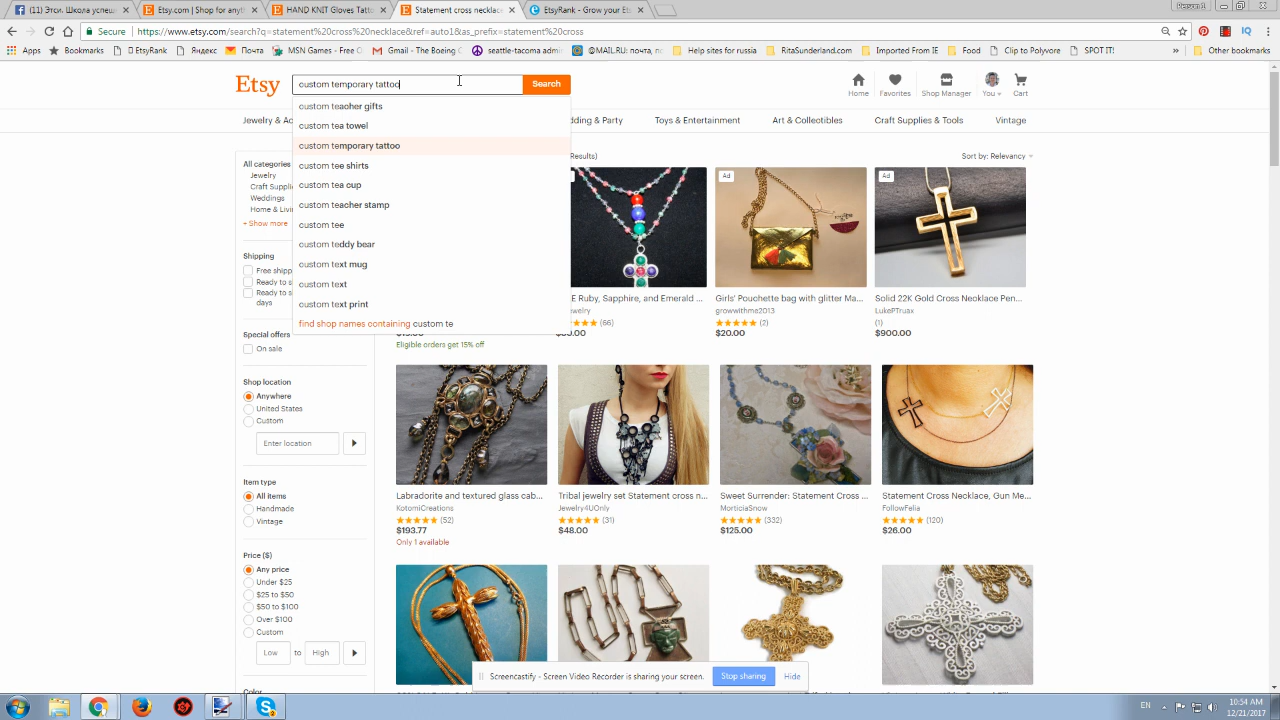 (31) Этги. Школа успеш
Etsy.com | Shop for anyt
HAND KNIT Gloves Tattoo
Statement cross necklac
EtsyRank - Grow your Ets
Secure
https://www.etsy.com/search?q=statement%20cross%20necklace&ref=auto1&as_prefix=statement%20cross
Apps
Bookmarks
EtsyRank
Яндекс
Почта
MSN Games - Free O
Gmail - The Boeing C
seattle-tacoma airp
@MAIL.RU: почта, но
Help sites for russia
RitaSunderland.com
Imported From IE
Food
Clip_Projector
SPOT IT!
Other bookmarks
Etsy
custom temporary tattoo
Search
Home
Favorites
Shop Manager
You
Cart
custom teacher gifts
custom tea towel
custom temporary tattoo
custom tee shirts
custom tea cup
custom teacher stamp
custom tee
custom teddy bear
custom text mug
custom text
custom text print
find shop names containing custom te
Jewelry & Ac
dding & Party
Toys & Entertainment
Art & Collectibles
Craft Supplies & Tools
Vintage
Results)
Sort by: Relevancy
All categories
Jewelry
Craft Supplie
Weddings
Home & Livi
+ Show more
Shipping
Free shipp
Ready to s
Ready to s
days
Special offers
On sale
Shop location
Anywhere
United States
Custom
Enter location
Item type
All items
Handmade
Vintage
Price ($)
Any price
Under $25
$25 to $50
$50 to $100
Over $100
Custom
Low
to
High
Color
Ad
Ad
E Ruby, Sapphire, and Emerald ...
(66)
Girls' Pouchette bag with glitter Ma...
growwithme2013
(2)
$20.00
Solid 22K Gold Cross Necklace Pen...
LukePTruax
(1)
$900.00
Eligible orders get 15% off
Labradorite and textured glass cab...
KotomiCreations
(52)
$193.77
Only 1 available
Tribal jewelry set Statement cross n...
Jewelry4UOnly
(31)
$48.00
Sweet Surrender: Statement Cross ...
MorticiaSnow
(332)
$125.00
Statement Cross Necklace, Gun Me...
FollowFelia
(120)
$26.00
Screencastify - Screen Video Recorder is sharing your screen.
Stop sharing
Hide
EN
10:54 AM
12/21/2017